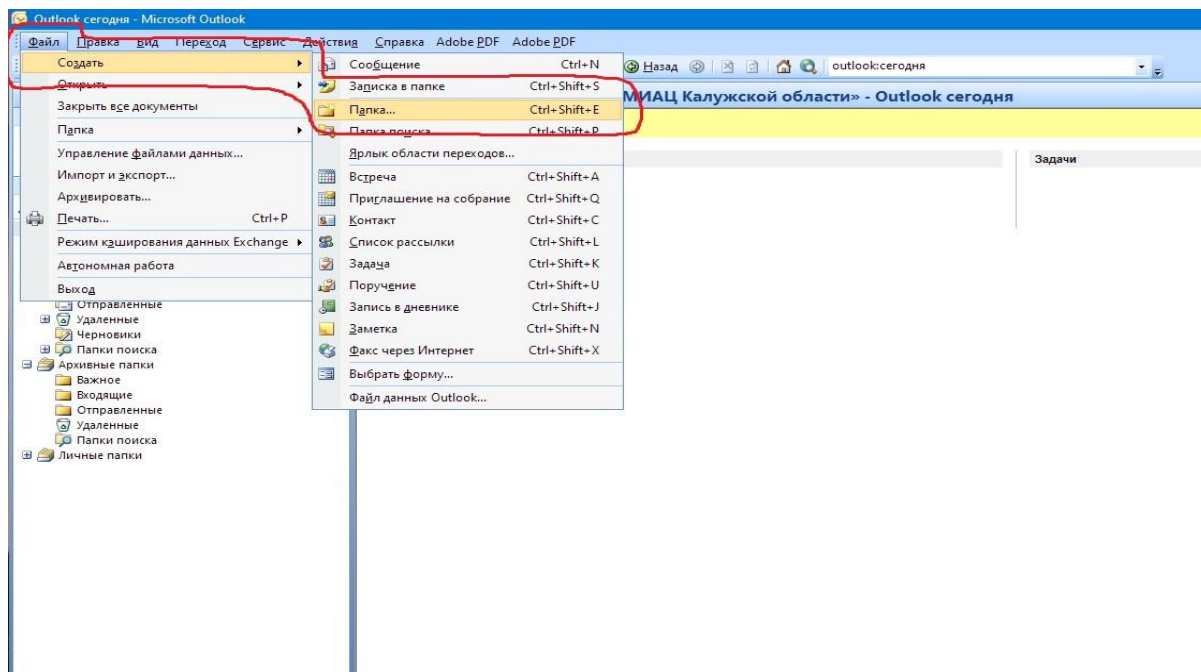 Outlook сегодня - Microsoft Outlook
Файл Правка Вид Переход Сервис Действия Справка Adobe PDF Adobe PDF
Создать
Открыть
Закрыть все документы
Папка
Управление файлами данных...
Импорт и экспорт...
Архивировать...
Печать... Ctrl+P
Режим кэширования данных Exchange
Автономная работа
Выход
Сообщение Ctrl+N
Записка в папке Ctrl+Shift+S
Папка... Ctrl+Shift+E
Папка поиска Ctrl+Shift+P
Ярлык области переходов...
Встреча Ctrl+Shift+A
Приглашение на собрание Ctrl+Shift+Q
Контакт Ctrl+Shift+C
Список рассылки Ctrl+Shift+L
Задача Ctrl+Shift+K
Поручение Ctrl+Shift+U
Запись в дневнике Ctrl+Shift+J
Заметка Ctrl+Shift+N
Факс через Интернет Ctrl+Shift+X
Выбрать форму...
Файл данных Outlook...
Назад outlook:сегодня
МИАЦ Калужской области» - Outlook сегодня
Задачи
Отправленные
Удаленные
Черновики
Папки поиска
Архивные папки
Важное
Входящие
Отправленные
Удаленные
Папки поиска
Личные папки